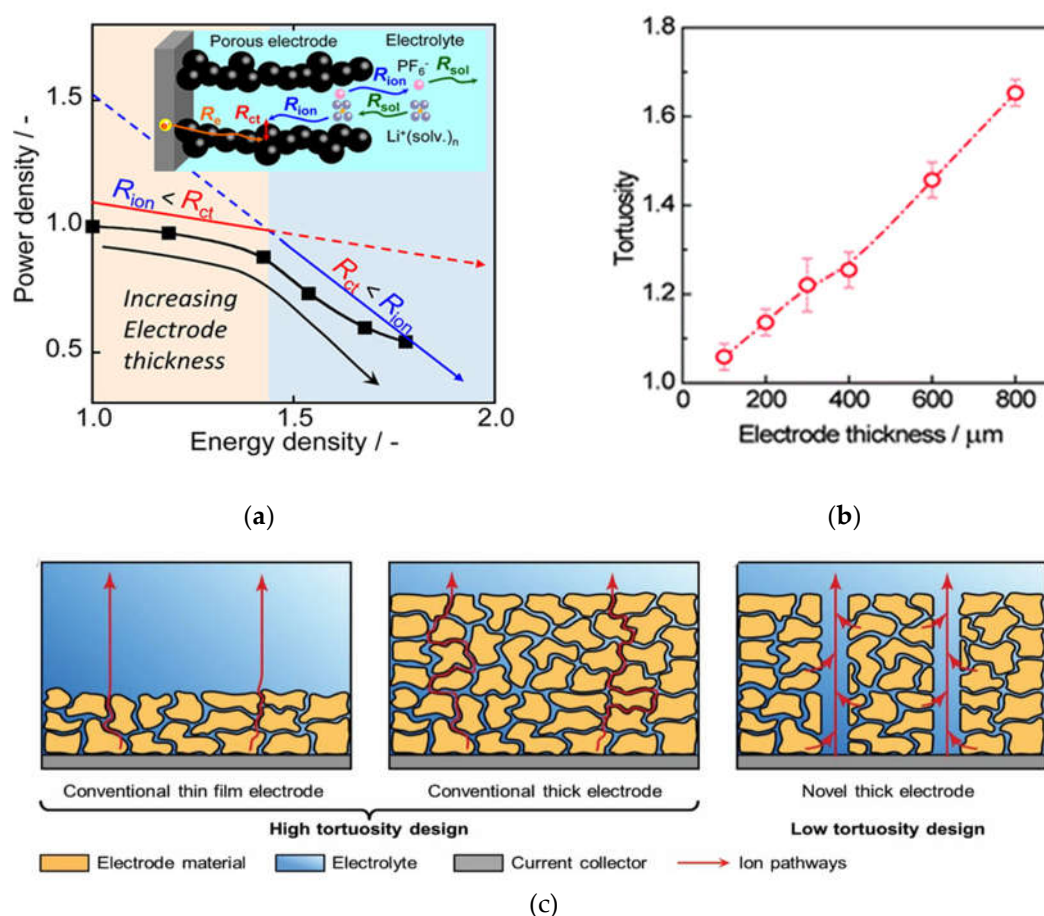 Porous electrode
Electrolyte
PF₆⁻
R_sol
R_ion
R_ion
R_sol
R_e
R_ct
e⁻
Li⁺(solv.)ₙ
R_ion < R_ct
R_ct < R_ion
Increasing
Electrode
thickness
1.5
1.0
0.5
Power density / -
1.0
1.5
2.0
Energy density / -
(a)
1.8
1.6
1.4
1.2
1.0
Tortuosity
0
200
400
600
800
Electrode thickness / μm
(b)
Conventional thin film electrode
Conventional thick electrode
Novel thick electrode
High tortuosity design
Low tortuosity design
Electrode material
Electrolyte
Current collector
Ion pathways
(c)